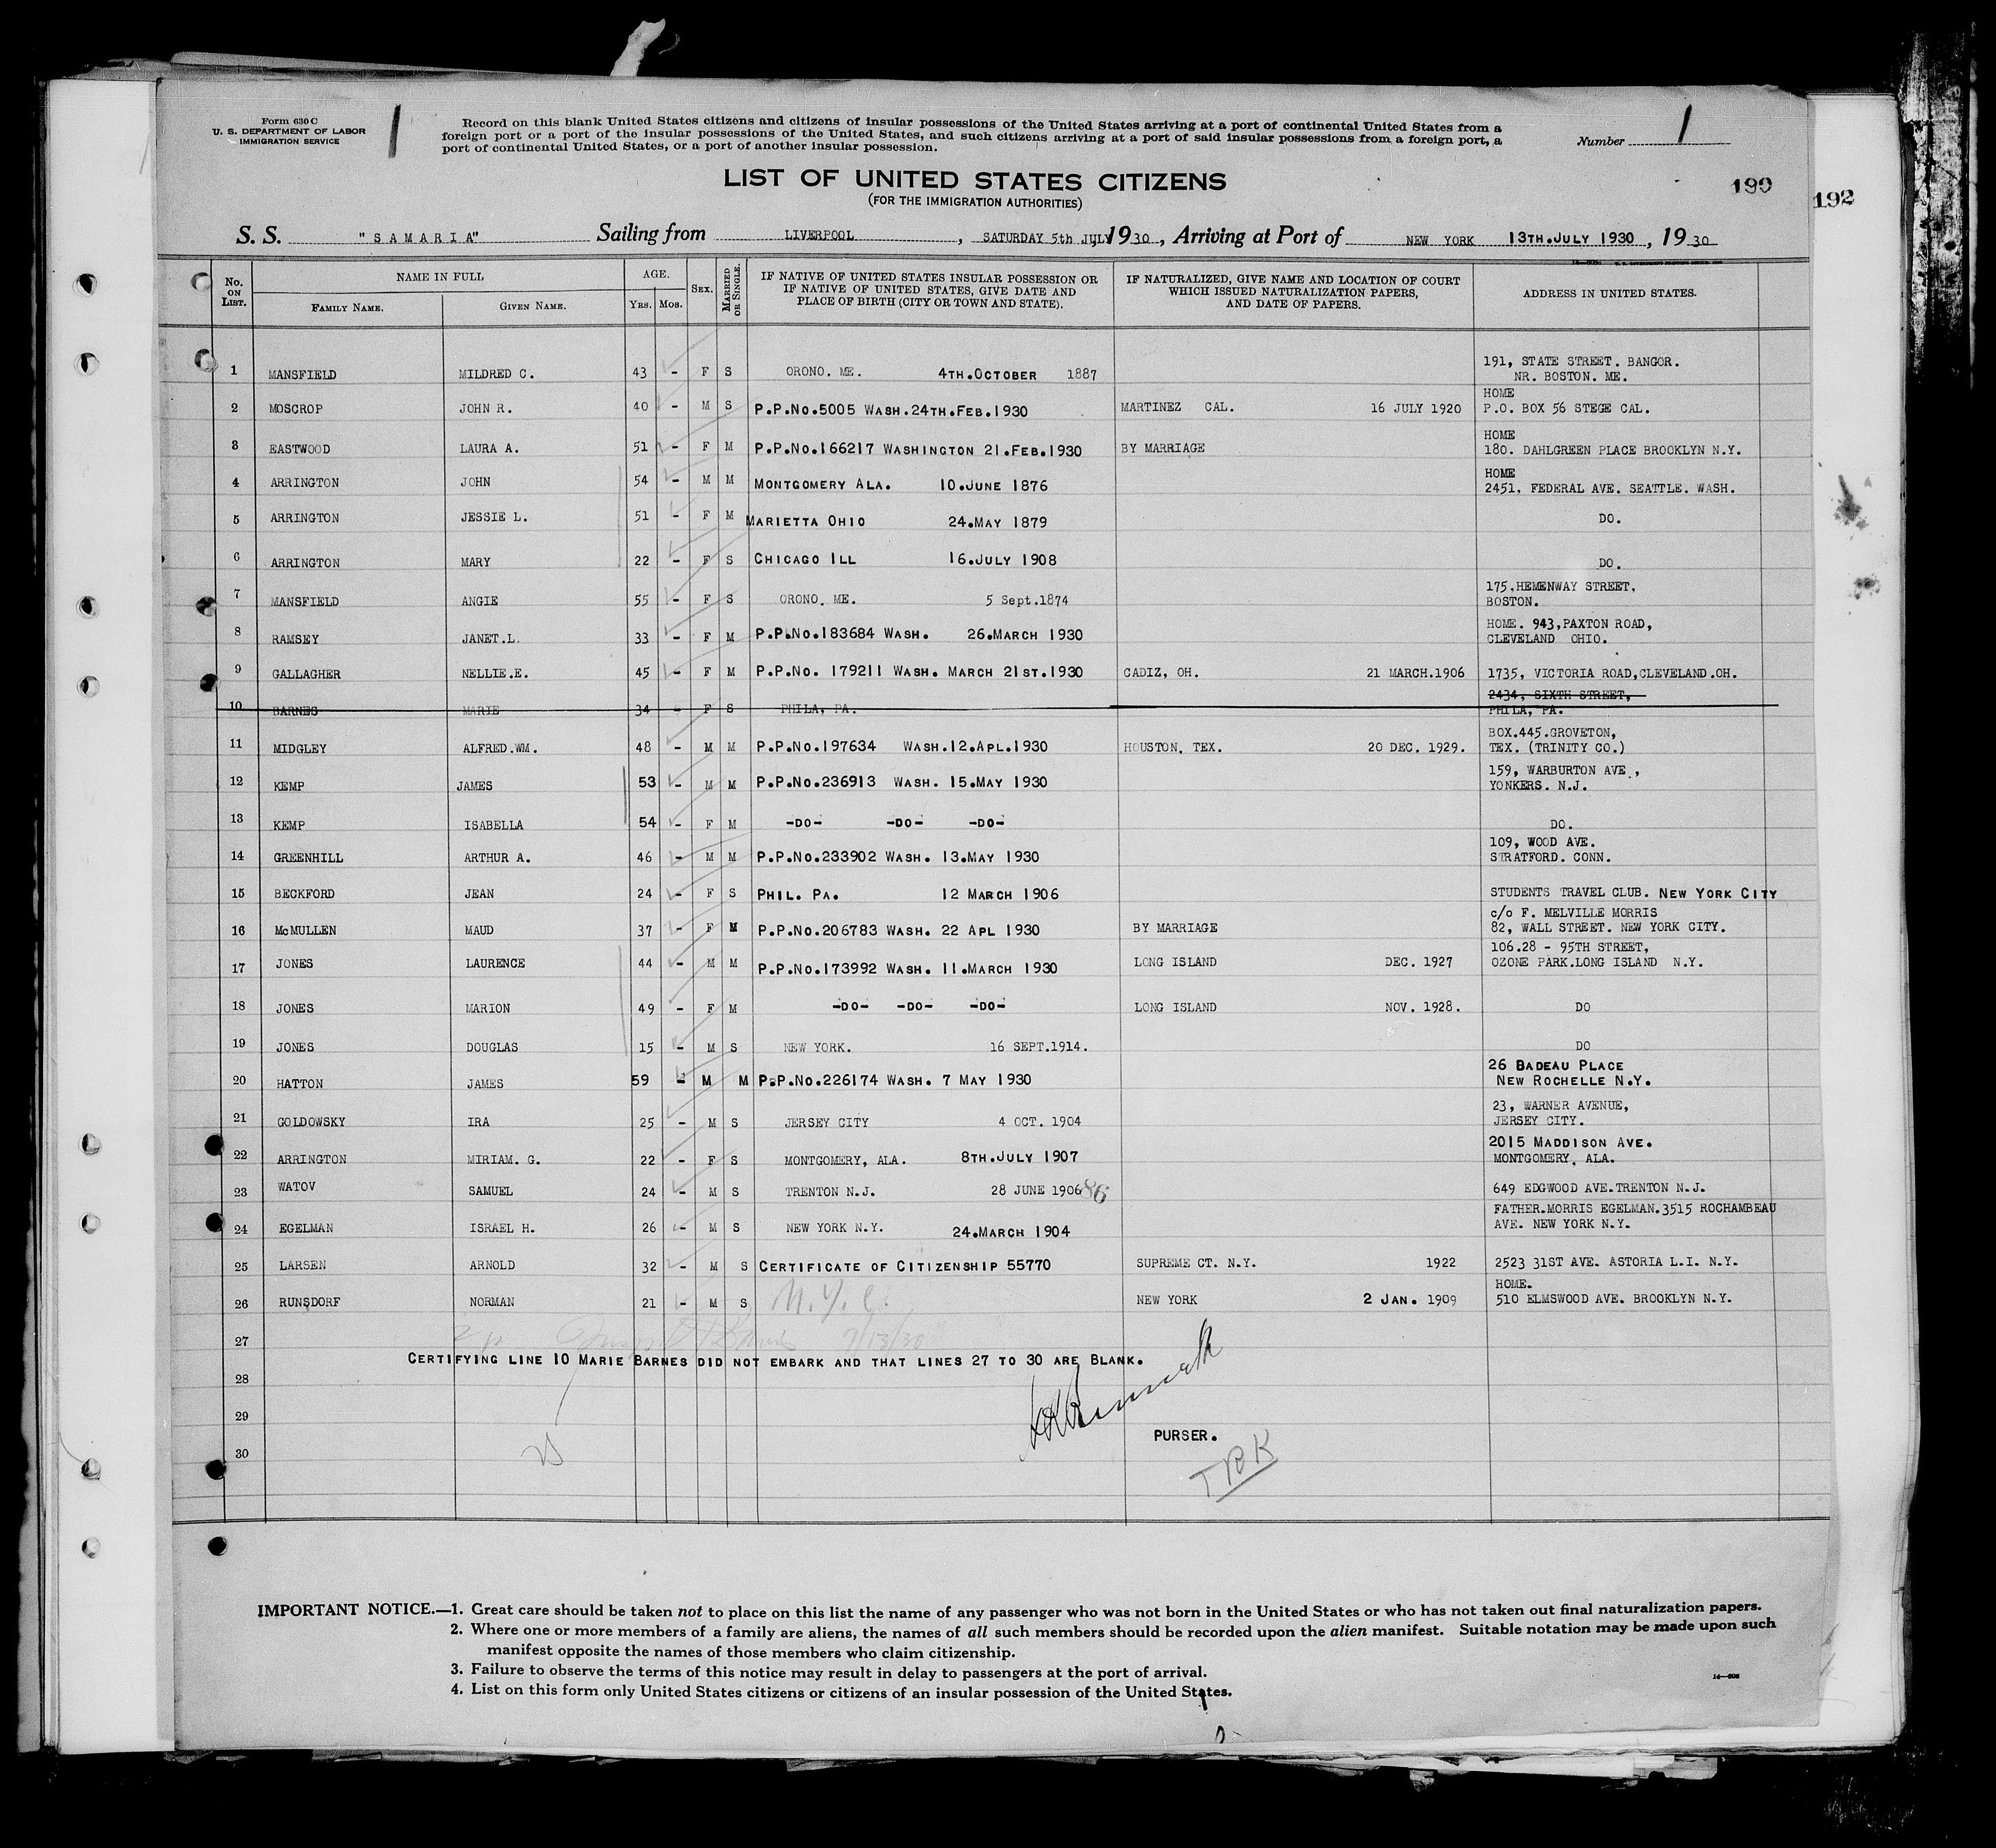 Form 630 C
U. S. DEPARTMENT OF LABOR
IMMIGRATION SERVICE
1
Record on this blank United States citizens and citizens of insular possessions of the United States arriving at a port of continental United States from a
foreign port or a port of the insular possessions of the United States, and such citizens arriving at a port of said insular possessions from a foreign port, a
port of continental United States, or a port of another insular possession.
Number 1
LIST OF UNITED STATES CITIZENS
(FOR THE IMMIGRATION AUTHORITIES)
190
192
S. S. "SAMARIA" Sailing from LIVERPOOL, SATURDAY 5th JULY 1930, Arriving at Port of NEW YORK 13TH.JULY 1930, 1930
No. ON LIST. NAME IN FULL AGE. SEX. MARRIED OR SINGLE. IF NATIVE OF UNITED STATES INSULAR POSSESSION OR IF NATIVE OF UNITED STATES, GIVE DATE AND PLACE OF BIRTH (CITY OR TOWN AND STATE). IF NATURALIZED, GIVE NAME AND LOCATION OF COURT WHICH ISSUED NATURALIZATION PAPERS, AND DATE OF PAPERS. ADDRESS IN UNITED STATES.
FAMILY NAME. GIVEN NAME. YRS. MOS.
1 MANSFIELD MILDRED C. 43 - F S ORONO. ME. 4TH.OCTOBER 1887 191, STATE STREET. BANGOR. NR. BOSTON. ME.
2 MOSCROP JOHN R. 40 - M S P.P.No.5005 WASH.24TH.FEB.1930 MARTINEZ CAL. 16 JULY 1920 HOME P.O. BOX 56 STEGE CAL.
3 EASTWOOD LAURA A. 51 - F M P.P.No.166217 WASHINGTON 21.FEB.1930 BY MARRIAGE HOME 180. DAHLGREEN PLACE BROOKLYN N.Y.
4 ARRINGTON JOHN 54 - M M MONTGOMERY ALA. 10.JUNE 1876 HOME 2451, FEDERAL AVE. SEATTLE. WASH.
5 ARRINGTON JESSIE L. 51 - F M MARIETTA OHIO 24.MAY 1879 DO.
6 ARRINGTON MARY 22 - F S CHICAGO ILL 16.JULY 1908 DO.
7 MANSFIELD ANGIE 55 - F S ORONO. ME. 5 Sept.1874 175,HEMENWAY STREET, BOSTON.
8 RAMSEY JANET.L. 33 - F M P.P.No.183684 WASH. 26.MARCH 1930 HOME. 943,PAXTON ROAD, CLEVELAND OHIO.
9 GALLAGHER NELLIE.E. 45 - F M P.P.No. 179211 WASH. MARCH 21ST.1930 CADIZ, OH. 21 MARCH.1906 1735, VICTORIA ROAD,CLEVELAND.OH.
10 BARNES MARIE 34 - F S PHILA, PA. 2434, SIXTH STREET, PHILA, PA.
11 MIDGLEY ALFRED.WM. 48 - M M P.P.No.197634 WASH.12.APL.1930 HOUSTON, TEX. 20 DEC. 1929. BOX.445.GROVETON, TEX. (TRINITY CO.)
12 KEMP JAMES 53 - M M P.P.No.236913 WASH. 15.MAY 1930 159, WARBURTON AVE., YONKERS. N.J.
13 KEMP ISABELLA 54 - F M -DO- -DO- -DO- DO.
14 GREENHILL ARTHUR A. 46 - M M P.P.No.233902 WASH. 13.MAY 1930 109, WOOD AVE. STRATFORD. CONN.
15 BECKFORD JEAN 24 - F S PHIL. PA. 12 MARCH 1906 STUDENTS TRAVEL CLUB. NEW YORK CITY
16 McMULLEN MAUD 37 - F M P.P.No.206783 WASH. 22 APL 1930 BY MARRIAGE c/o F. MELVILLE MORRIS 82, WALL STREET. NEW YORK CITY.
17 JONES LAURENCE 44 - M M P.P.No.173992 WASH. 11.MARCH 1930 LONG ISLAND DEC. 1927 106.28 - 95TH STREET, OZONE PARK.LONG ISLAND N.Y.
18 JONES MARION 49 - F M -DO- -DO- -DO- LONG ISLAND NOV. 1928. DO
19 JONES DOUGLAS 15 - M S NEW YORK. 16 SEPT.1914. DO
20 HATTON JAMES 59 - M M P.P.No.226174 WASH. 7 MAY 1930 26 BADEAU PLACE NEW ROCHELLE N.Y.
21 GOLDOWSKY IRA 25 - M S JERSEY CITY 4 OCT. 1904 23, WARNER AVENUE, JERSEY CITY.
22 ARRINGTON MIRIAM. G. 22 - F S MONTGOMERY, ALA. 8TH.JULY 1907 2015 MADDISON AVE. MONTGOMERY, ALA.
23 WATOV SAMUEL 24 - M S TRENTON N.J. 28 JUNE 1906 86 649 EDGWOOD AVE.TRENTON N.J.
24 EGELMAN ISRAEL H. 26 - M S NEW YORK N.Y. 24.MARCH 1904 FATHER.MORRIS EGELMAN.3515 ROCHAMBEAU AVE. NEW YORK N.Y.
25 LARSEN ARNOLD 32 - M S CERTIFICATE OF CITIZENSHIP 55770 SUPREME CT. N.Y. 1922 2523 31ST AVE. ASTORIA L.I. N.Y.
26 RUNSDORF NORMAN 21 - M S N.Y.C. NEW YORK 2 JAN. 1909 HOME. 510 ELMSWOOD AVE. BROOKLYN N.Y.
27 7/13/30
CERTIFYING LINE 10 MARIE BARNES DID NOT EMBARK AND THAT LINES 27 TO 30 ARE BLANK.
28
29
PURSER.
30
IMPORTANT NOTICE.—1. Great care should be taken not to place on this list the name of any passenger who was not born in the United States or who has not taken out final naturalization papers.
2. Where one or more members of a family are aliens, the names of all such members should be recorded upon the alien manifest. Suitable notation may be made upon such
manifest opposite the names of those members who claim citizenship.
3. Failure to observe the terms of this notice may result in delay to passengers at the port of arrival.
4. List on this form only United States citizens or citizens of an insular possession of the United States.